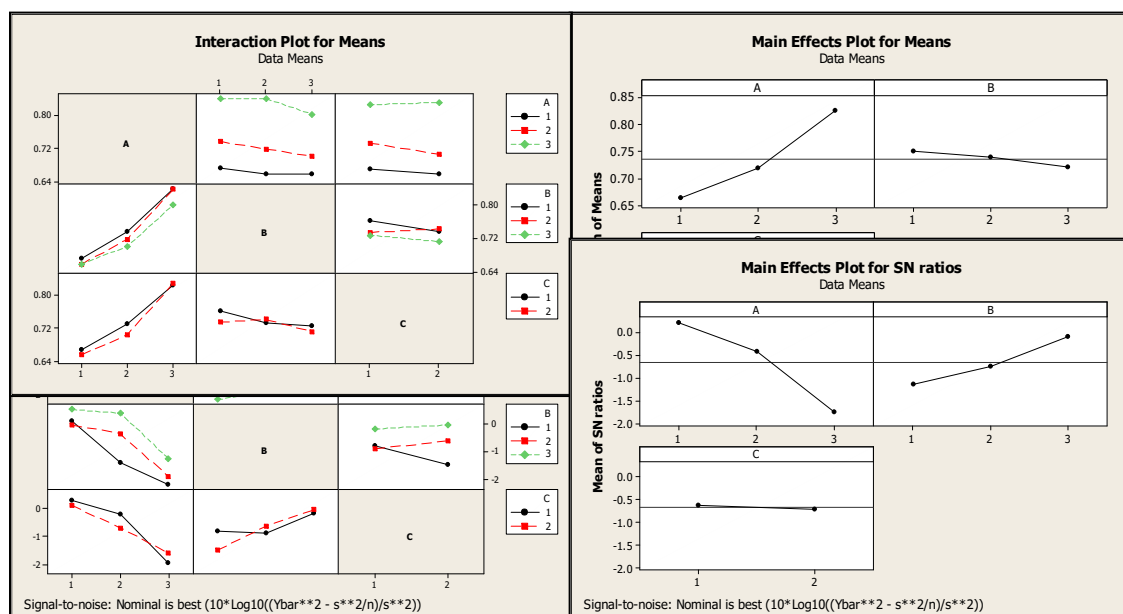 Interaction Plot for Means
Data Means
1 2 3
0.80
0.72
0.64
A
A
1
2
3
B
0.80
0.72
0.64
B
1
2
3
0.80
0.72
0.64
C
C
1
2
1 2 3
1 2
B
0
-1
-2
B
1
2
3
0
-1
-2
C
C
1
2
1 2 3
1 2
Signal-to-noise: Nominal is best (10*Log10((Ybar**2 - s**2/n)/s**2))
Main Effects Plot for Means
Data Means
A B
0.85
0.80
0.75
0.70
0.65
1 2 3 1 2 3
of Means
Main Effects Plot for SN ratios
Data Means
A B
0.0
-0.5
-1.0
-1.5
-2.0
1 2 3 1 2 3
Mean of SN ratios
C
0.0
-0.5
-1.0
-1.5
-2.0
1 2
Signal-to-noise: Nominal is best (10*Log10((Ybar**2 - s**2/n)/s**2))